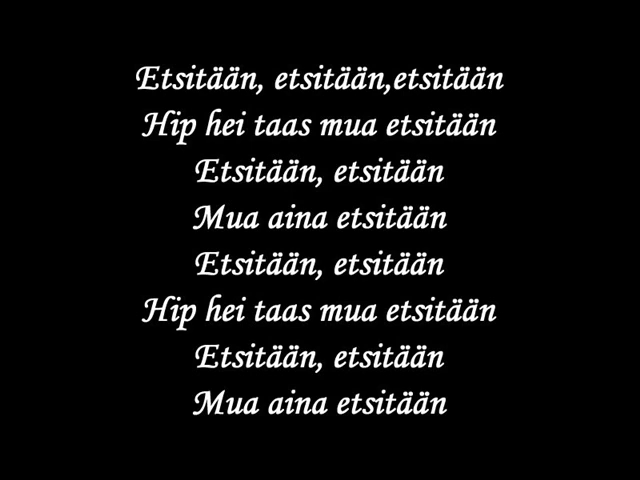 Etsitään, etsitään,etsitään
Hip hei taas mua etsitään
Etsitään, etsitään
Mua aina etsitään
Etsitään, etsitään
Hip hei taas mua etsitään
Etsitään, etsitään
Mua aina etsitään